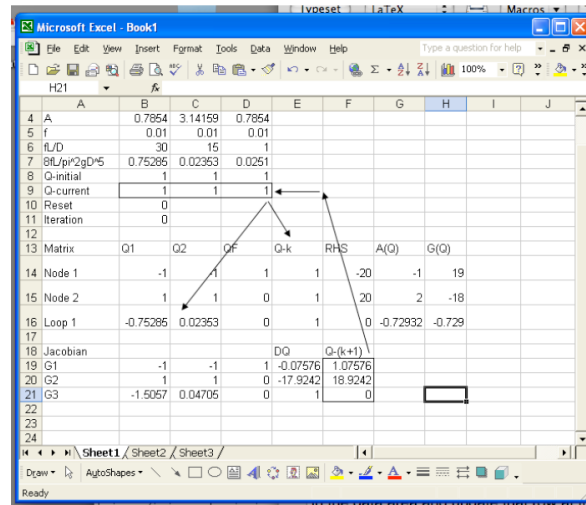 Typeset LaTeX Macros
Microsoft Excel - Book1
File Edit View Insert Format Tools Data Window Help Type a question for help
100%
H21 fx
A B C D E F G H I J
4 A 0.7854 3.14159 0.7854
5 f 0.01 0.01 0.01
6 fL/D 30 15 1
7 8fL/pi^2gD^5 0.75285 0.02353 0.0251
8 Q-initial 1 1 1
9 Q-current 1 1 1
10 Reset 0
11 Iteration 0
12
13 Matrix Q1 Q2 QF Q-k RHS A(Q) G(Q)
14 Node 1 -1 -1 1 1 -20 -1 19
15 Node 2 1 1 0 1 20 2 -18
16 Loop 1 -0.75285 0.02353 0 1 0 -0.72932 -0.729
17
18 Jacobian DQ Q-(k+1)
19 G1 -1 -1 1 -0.07576 1.07576
20 G2 1 1 0 -17.9242 18.9242
21 G3 -1.5057 0.04705 0 1 0
22
23
24
Sheet1 Sheet2 Sheet3
Draw AutoShapes
Ready